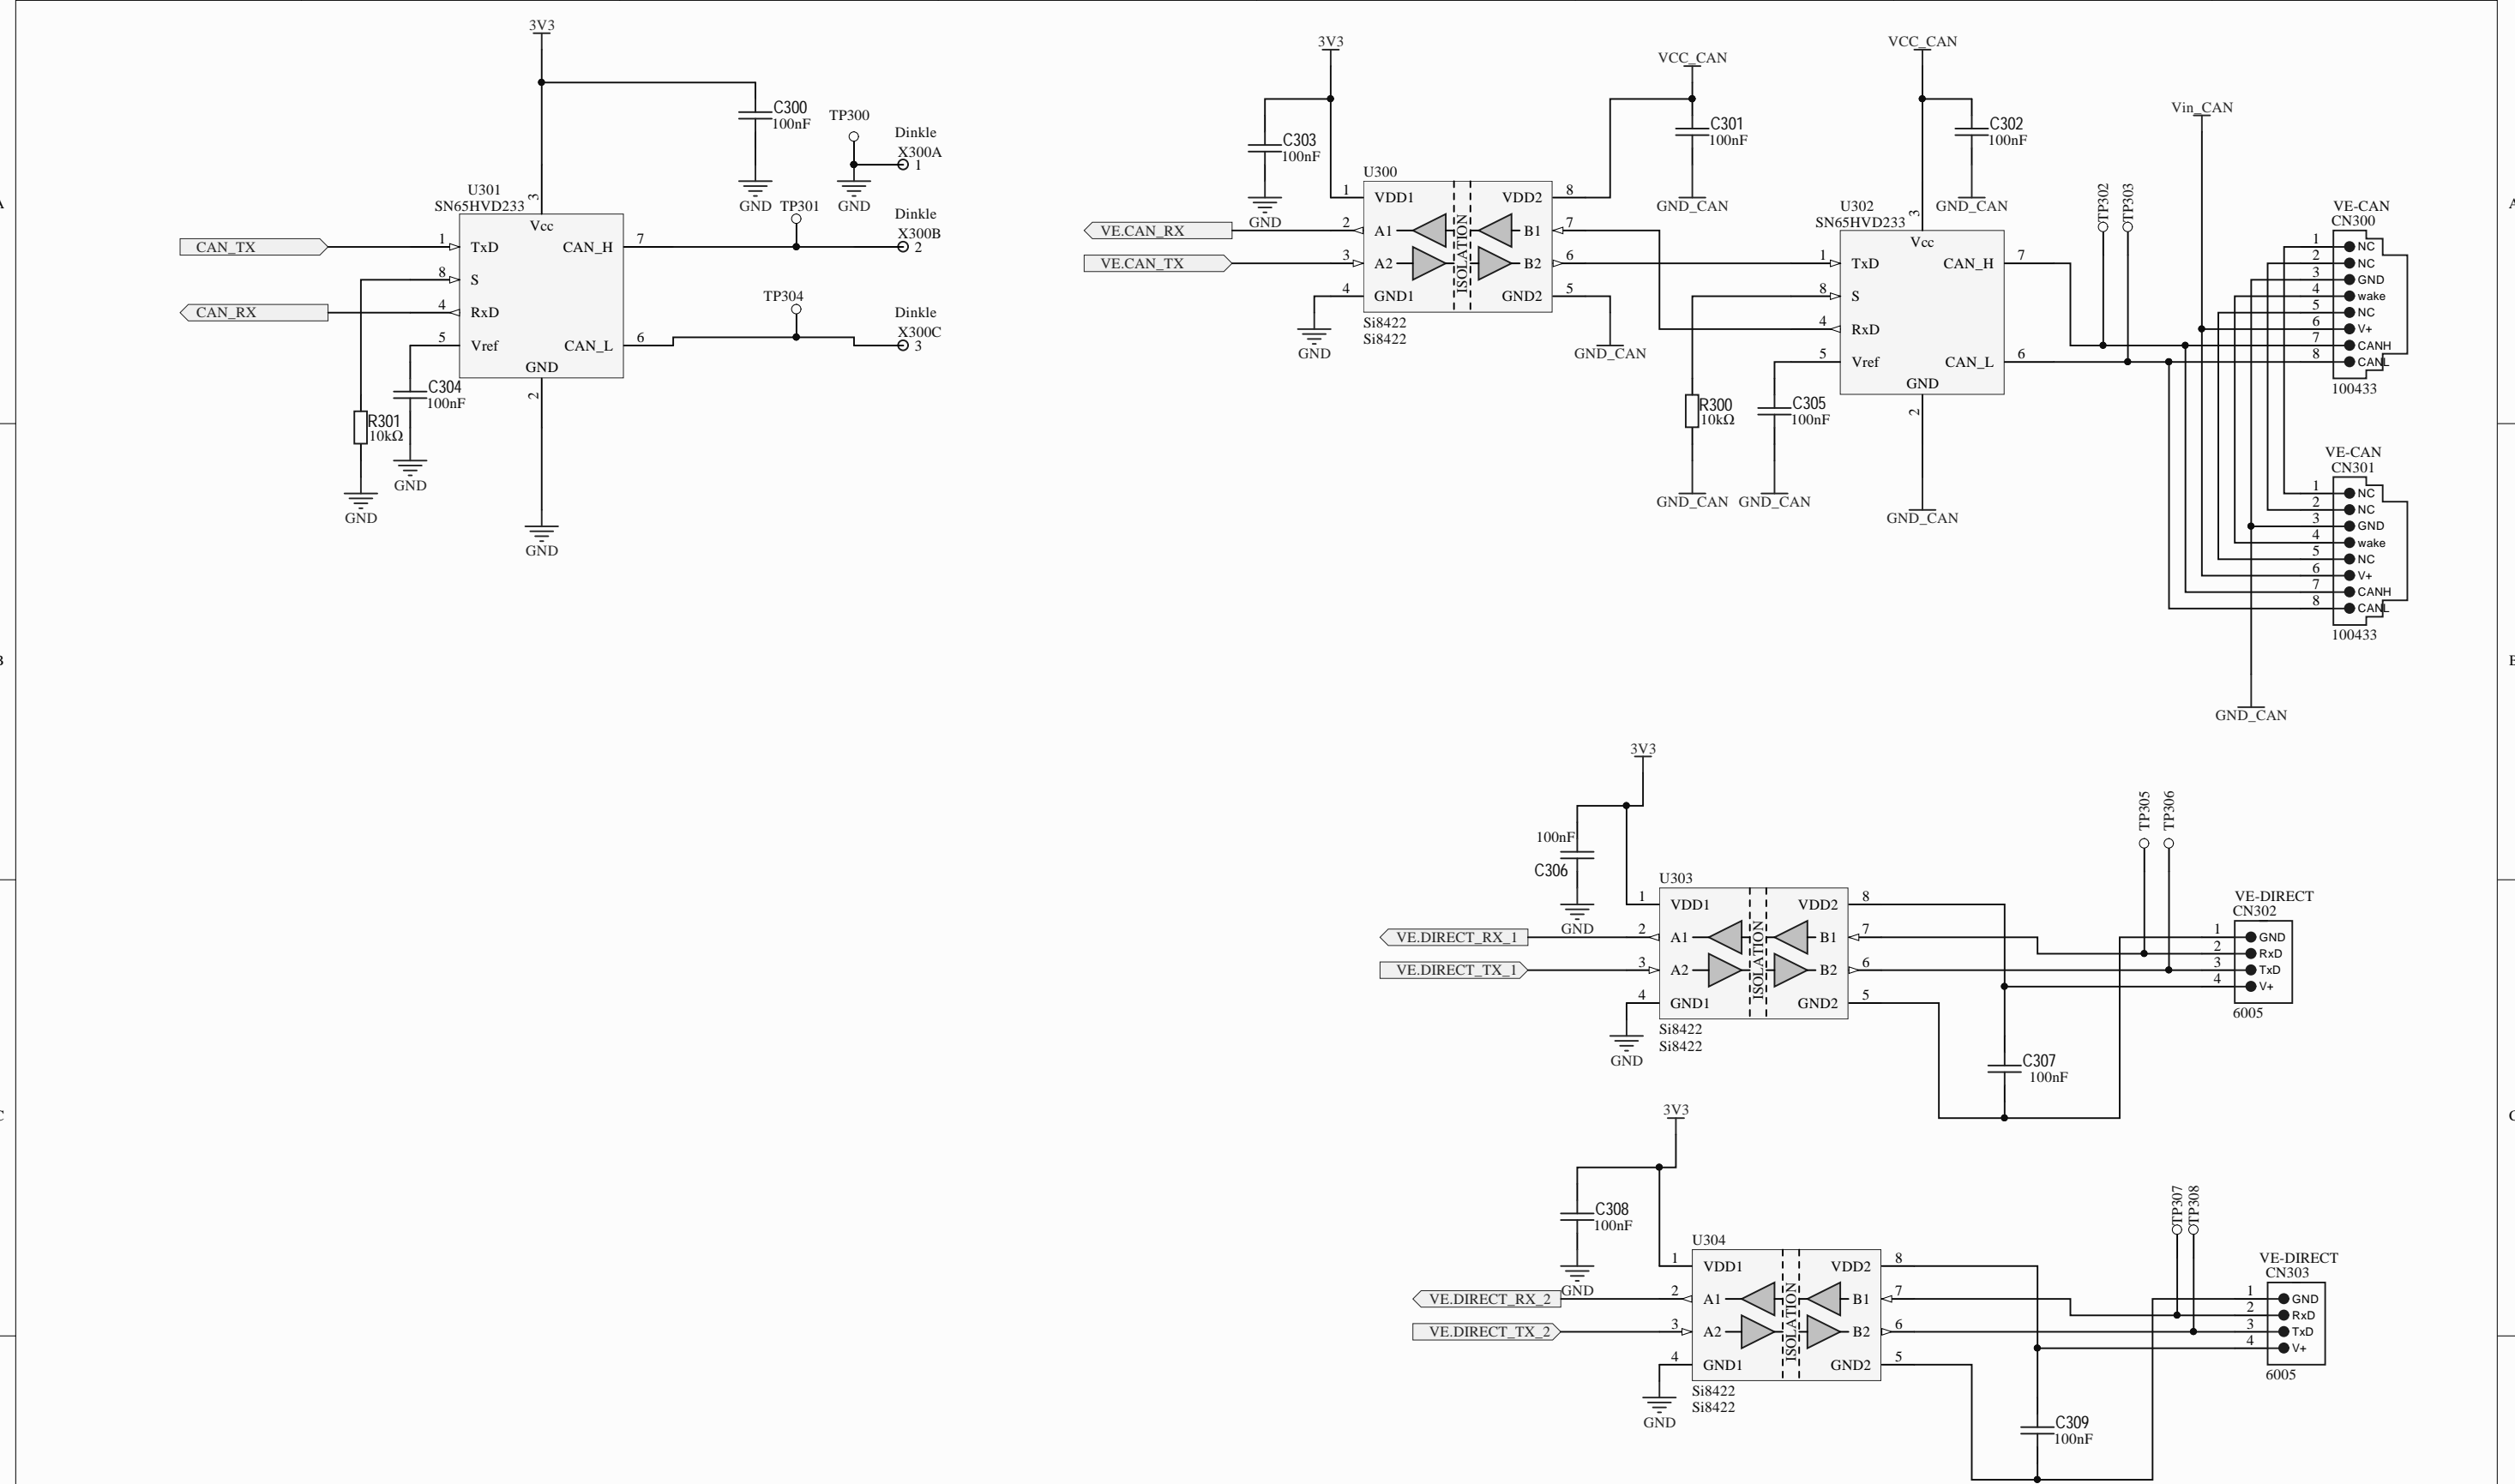 3V3
C300
100nF
GND
TP300
GND
Dinkle
X300A
1
U301
SN65HVD233
3
Vcc
CAN_TX
1
TxD
CAN_H
7
TP301
Dinkle
X300B
2
8
S
CAN_RX
4
RxD
TP304
Dinkle
X300C
3
5
Vref
CAN_L
6
GND
2
C304
100nF
GND
R301
10kΩ
GND
GND
3V3
C303
100nF
GND
VCC_CAN
C301
100nF
GND_CAN
U300
1
VDD1
VDD2
8
VE.CAN_RX
2
A1
B1
7
VE.CAN_TX
3
A2
B2
6
4
GND1
GND2
5
ISOLATION
Si8422
Si8422
GND
GND_CAN
VCC_CAN
C302
100nF
GND_CAN
U302
SN65HVD233
3
Vcc
1
TxD
CAN_H
7
8
S
4
RxD
5
Vref
CAN_L
6
GND
2
R300
10kΩ
GND_CAN
C305
100nF
GND_CAN
GND_CAN
Vin_CAN
TP302
TP303
VE-CAN
CN300
1 NC
2 NC
3 GND
4 wake
5 NC
6 V+
7 CANH
8 CANL
100433
VE-CAN
CN301
1 NC
2 NC
3 GND
4 wake
5 NC
6 V+
7 CANH
8 CANL
100433
GND_CAN
3V3
100nF
C306
GND
U303
1
VDD1
VDD2
8
VE.DIRECT_RX_1
2
A1
B1
7
VE.DIRECT_TX_1
3
A2
B2
6
4
GND1
GND2
5
ISOLATION
Si8422
Si8422
GND
TP305
TP306
VE-DIRECT
CN302
1 GND
2 RxD
3 TxD
4 V+
6005
C307
100nF
3V3
C308
100nF
GND
U304
1
VDD1
VDD2
8
VE.DIRECT_RX_2
2
A1
B1
7
VE.DIRECT_TX_2
3
A2
B2
6
4
GND1
GND2
5
ISOLATION
Si8422
Si8422
GND
TP307
TP308
VE-DIRECT
CN303
1 GND
2 RxD
3 TxD
4 V+
6005
C309
100nF